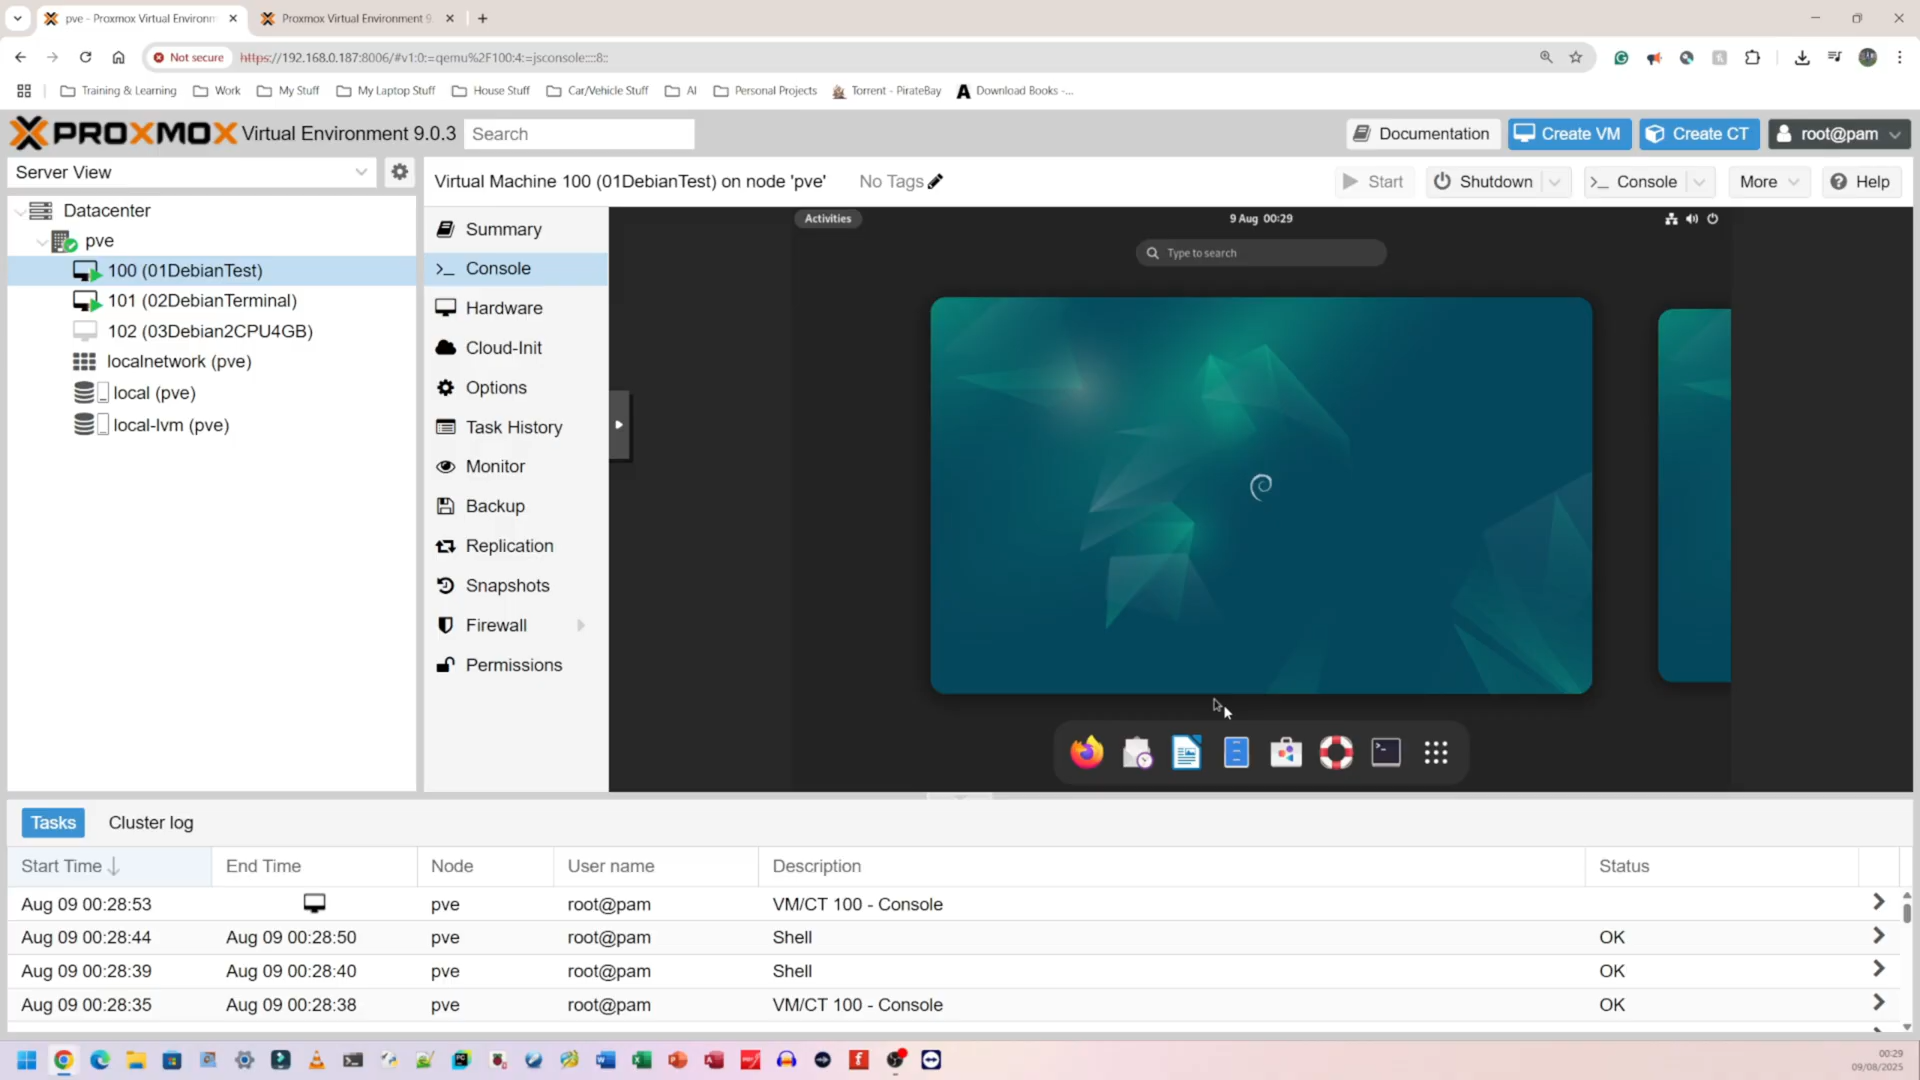 pve - Proxmox Virtual Environm
Proxmox Virtual Environment 9.
Not secure
https://192.168.0.187:8006/#v1:0:=qemu%2F100:4:=jsconsole::::8::
Training & Learning
Work
My Stuff
My Laptop Stuff
House Stuff
Car/Vehicle Stuff
AI
Personal Projects
Torrent - PirateBay
Download Books -...
PROXMOX Virtual Environment 9.0.3
Search
Documentation
Create VM
Create CT
root@pam
Server View
Virtual Machine 100 (01DebianTest) on node 'pve'
No Tags
Start
Shutdown
Console
More
Help
Datacenter
pve
100 (01DebianTest)
101 (02DebianTerminal)
102 (03Debian2CPU4GB)
localnetwork (pve)
local (pve)
local-lvm (pve)
Summary
Console
Hardware
Cloud-Init
Options
Task History
Monitor
Backup
Replication
Snapshots
Firewall
Permissions
Activities
9 Aug 00:29
Type to search
Tasks
Cluster log
Start Time
End Time
Node
User name
Description
Status
Aug 09 00:28:53
pve
root@pam
VM/CT 100 - Console
Aug 09 00:28:44
Aug 09 00:28:50
pve
root@pam
Shell
OK
Aug 09 00:28:39
Aug 09 00:28:40
pve
root@pam
Shell
OK
Aug 09 00:28:35
Aug 09 00:28:38
pve
root@pam
VM/CT 100 - Console
OK
00:29
09/08/2025